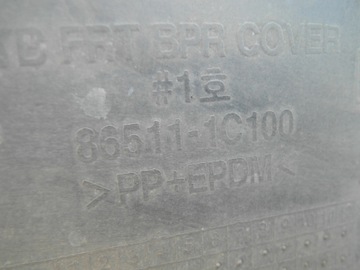 FRT BPR COVER
#1호
86511-1C100
>PP+EPDM<